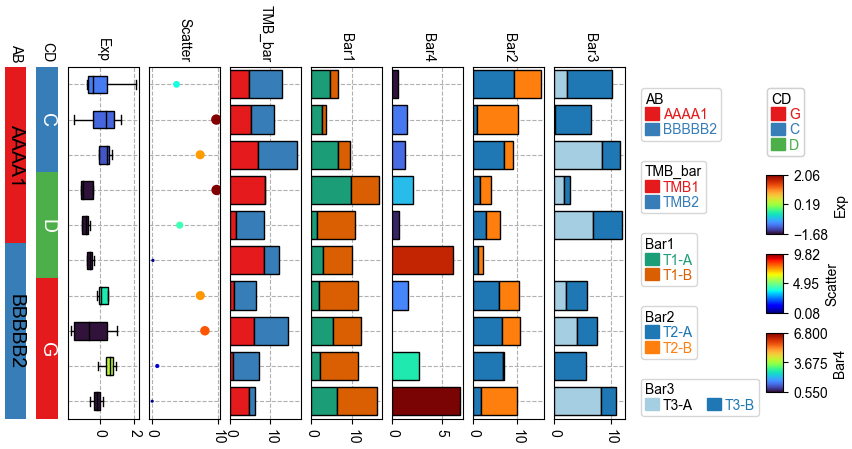 AB
CD
Exp
Scatter
TMB_bar
Bar1
Bar4
Bar2
Bar3
AAAA1
BBBBB2
C
D
G
0 2
0 10
0 10
0 10
0 5
0 10
0 10
AB
AAAA1
BBBBB2
TMB_bar
TMB1
TMB2
Bar1
T1-A
T1-B
Bar2
T2-A
T2-B
Bar3
T3-A T3-B
CD
G
C
D
2.06
0.19
−1.68
Exp
9.82
4.95
0.08
Scatter
6.800
3.675
0.550
Bar4